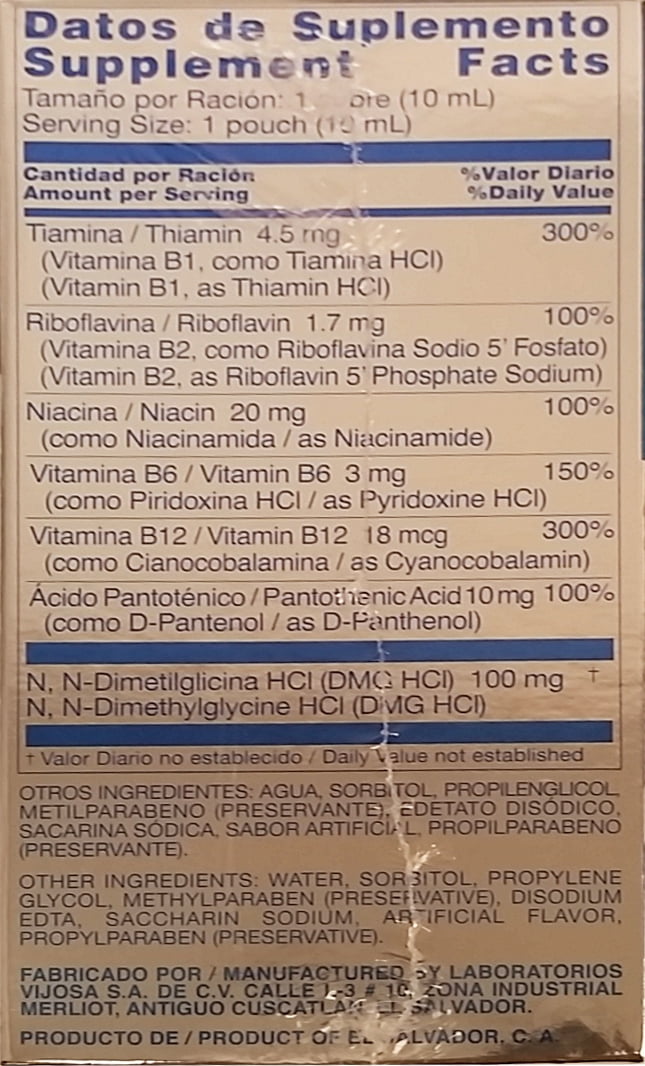 Datos de Suplemento
Supplement Facts
Tamaño por Ración: 1 (10 mL)
Serving Size: 1 pouch (10 mL)
Cantidad por Ración %Valor Diario
Amount per Serving %Daily Value
Tiamina / Thiamin 4.5 mg 300%
(Vitamina B1, como Tiamina HCl)
(Vitamin B1, as Thiamin HCl)
Riboflavina / Riboflavin 1.7 mg 100%
(Vitamina B2, como Riboflavina Sodio 5' Fosfato)
(Vitamin B2, as Riboflavin 5' Phosphate Sodium)
Niacina / Niacin 20 mg 100%
(como Niacinamida / as Niacinamide)
Vitamina B6 / Vitamin B6 3 mg 150%
(como Piridoxina HCl / as Pyridoxine HCl)
Vitamina B12 / Vitamin B12 18 mcg 300%
(como Cianocobalamina / as Cyanocobalamin)
Ácido Pantoténico / Pantothenic Acid 10 mg 100%
(como D-Pantenol / as D-Panthenol)
N, N-Dimetilglicina HCl (DMG HCl) 100 mg †
N, N-Dimethylglycine HCl (DMG HCl)
† Valor Diario no establecido / Daily Value not established
OTROS INGREDIENTES: AGUA, SORBITOL, PROPILENGLICOL,
METILPARABENO (PRESERVANTE), EDETATO DISÓDICO,
SACARINA SÓDICA, SABOR ARTIFICIAL, PROPILPARABENO
(PRESERVANTE).
OTHER INGREDIENTS: WATER, SORBITOL, PROPYLENE
GLYCOL, METHYLPARABEN (PRESERVATIVE), DISODIUM
EDTA, SACCHARIN SODIUM, ARTIFICIAL FLAVOR,
PROPYLPARABEN (PRESERVATIVE).
FABRICADO POR / MANUFACTURED BY LABORATORIOS
VIJOSA S.A. DE C.V. CALLE L-3 # 10, ZONA INDUSTRIAL
MERLIOT, ANTIGUO CUSCATLAN EL SALVADOR.
PRODUCTO DE / PRODUCT OF EL SALVADOR, C. A.